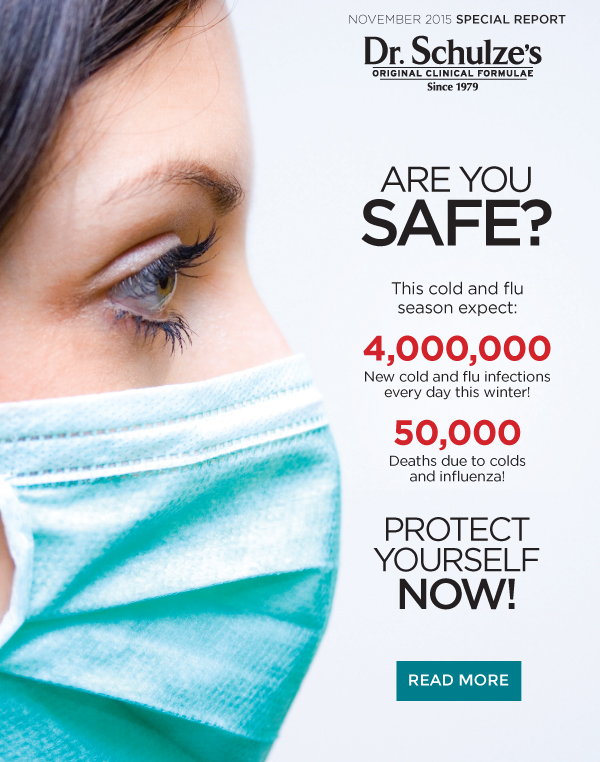 NOVEMBER 2015 SPECIAL REPORT
Dr. Schulze's
ORIGINAL CLINICAL FORMULAE
Since 1979
ARE YOU
SAFE?
This cold and flu
season expect:
4,000,000
New cold and flu infections
every day this winter!
50,000
Deaths due to colds
and influenza!
PROTECT
YOURSELF
NOW!
READ MORE